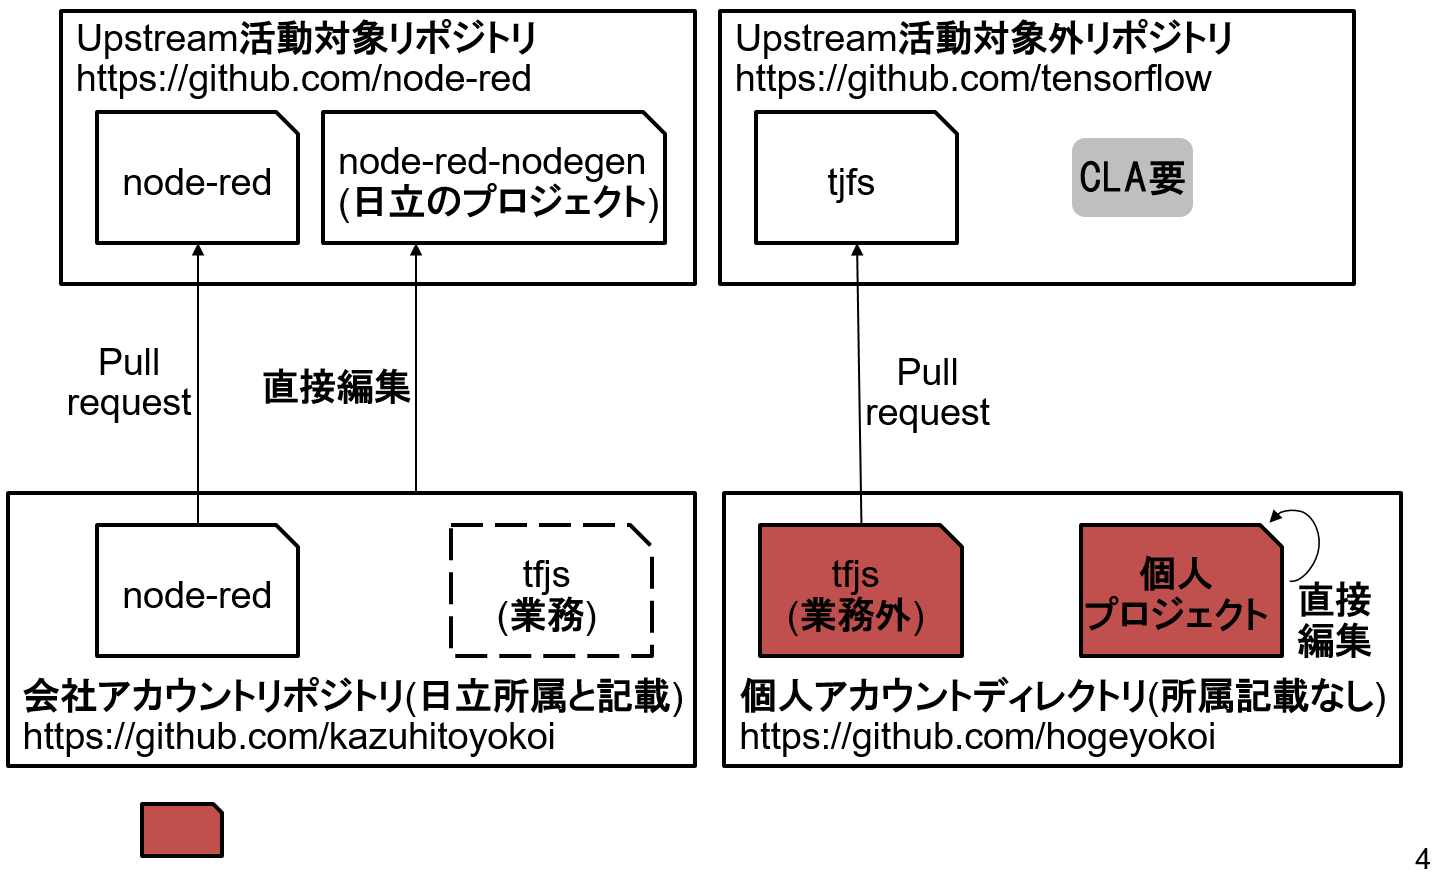 Upstream活動対象リポジトリ
https://github.com/node-red
node-red
node-red-nodegen
(日立のプロジェクト)
Upstream活動対象外リポジトリ
https://github.com/tensorflow
tjfs
CLA要
Pull
request
直接編集
Pull
request
node-red
tfjs
(業務)
会社アカウントリポジトリ(日立所属と記載)
https://github.com/kazuhitoyokoi
tfjs
(業務外)
個人
プロジェクト
直接
編集
個人アカウントディレクトリ(所属記載なし)
https://github.com/hogeyokoi
4